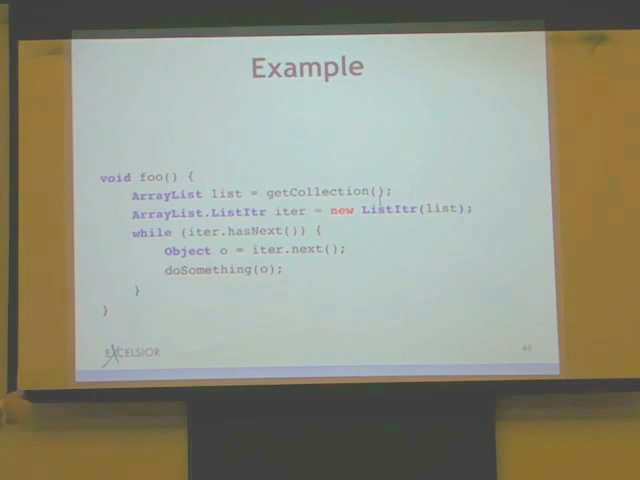 Example
void foo() {
ArrayList list = getCollection();
ArrayList.ListItr iter = new ListItr(list);
while (iter.hasNext()) {
Object o = iter.next();
doSomething(o);
}
}
EXCELSIOR